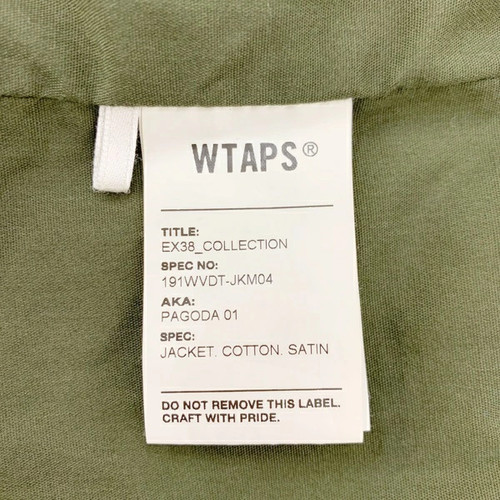 WTAPS®
TITLE:
EX38_COLLECTION
SPEC NO:
191WVDT-JKM04
AKA:
PAGODA 01
SPEC:
JACKET. COTTON. SATIN
DO NOT REMOVE THIS LABEL.
CRAFT WITH PRIDE.